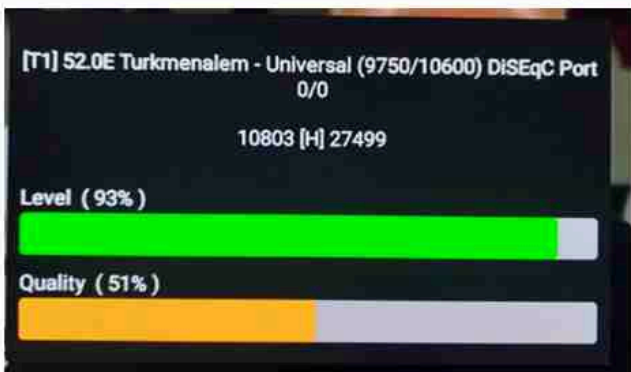 [T1] 52.0E Turkmenalem - Universal (9750/10600) DiSEqC Port
0/0
10803 [H] 27499
Level ( 93% )
Quality ( 51% )